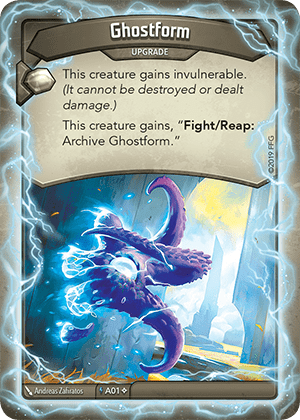 Ghostform
UPGRADE
This creature gains invulnerable.
(It cannot be destroyed or dealt
damage.)
This creature gains, “Fight/Reap:
Archive Ghostform.”
©2019 FFG
Andreas Zafiratos
A01